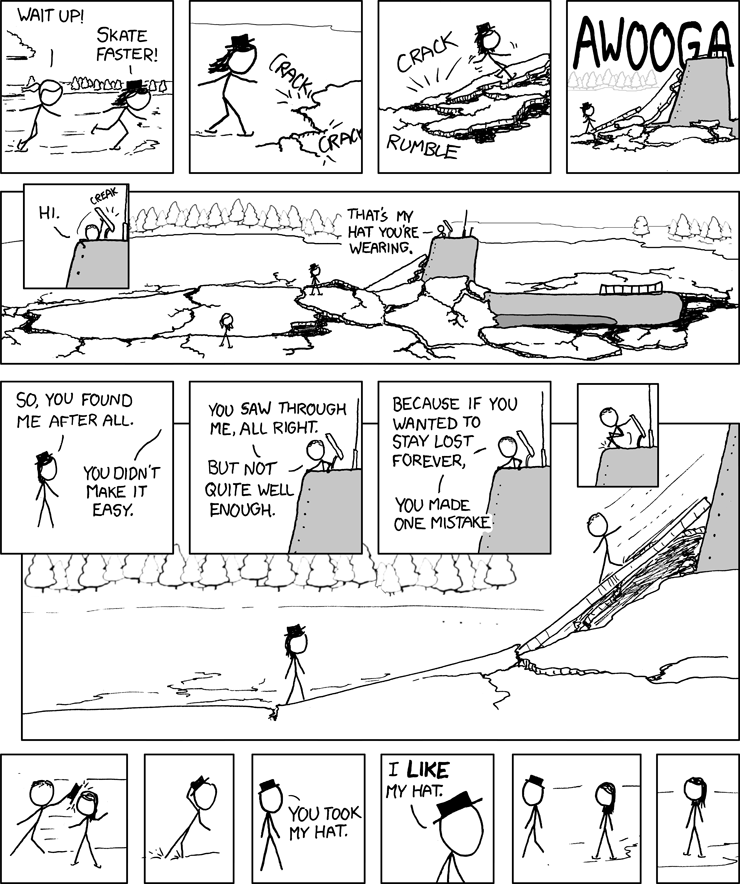 WAIT UP!
SKATE
FASTER!
CRACK
CRACK
CRACK
RUMBLE
AWOOGA
HI.
CREAK
THAT'S MY
HAT YOU'RE
WEARING.
SO, YOU FOUND
ME AFTER ALL.
YOU DIDN'T
MAKE IT
EASY.
YOU SAW THROUGH
ME, ALL RIGHT.
BUT NOT
QUITE WELL
ENOUGH.
BECAUSE IF YOU
WANTED TO
STAY LOST
FOREVER,
YOU MADE
ONE MISTAKE
YOU TOOK
MY HAT.
I LIKE
MY HAT.